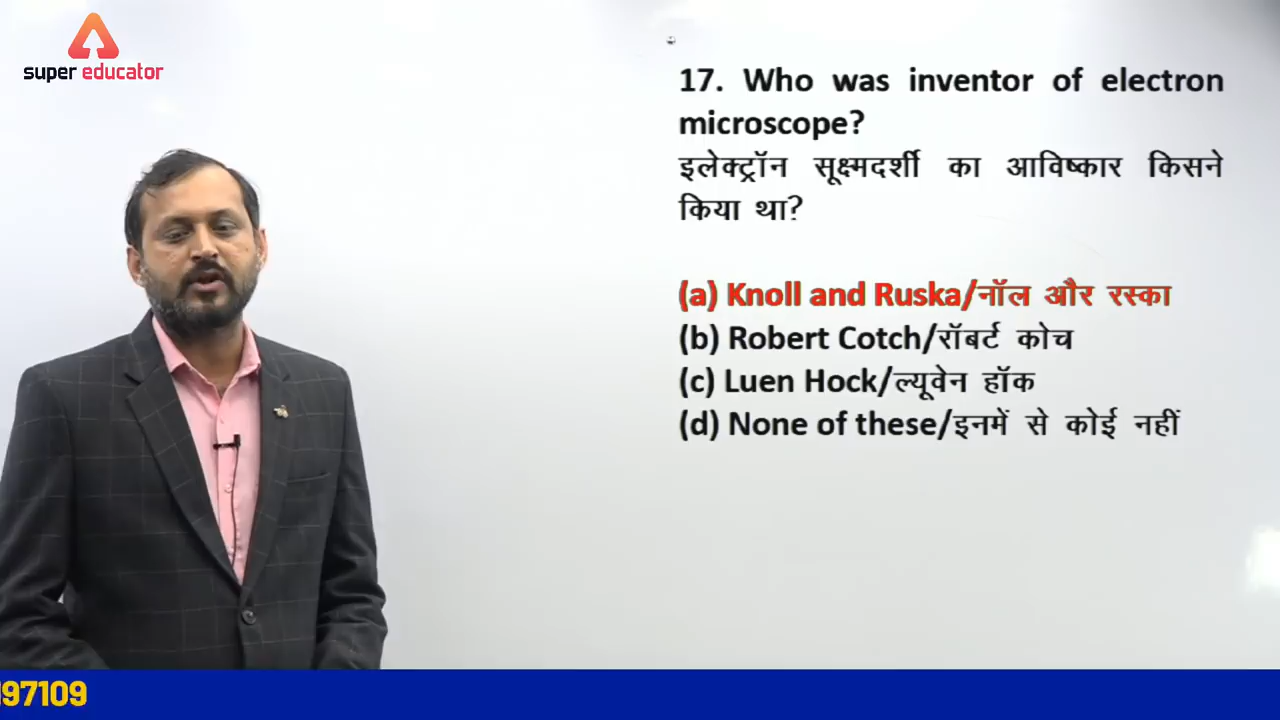 super educator
17. Who was inventor of electron
microscope?
इलेक्ट्रॉन सूक्ष्मदर्शी का आविष्कार किसने
किया था?
(a) Knoll and Ruska/नॉल और रस्का
(b) Robert Cotch/रॉबर्ट कोच
(c) Luen Hock/ल्यूवेन हॉक
(d) None of these/इनमें से कोई नहीं
197109